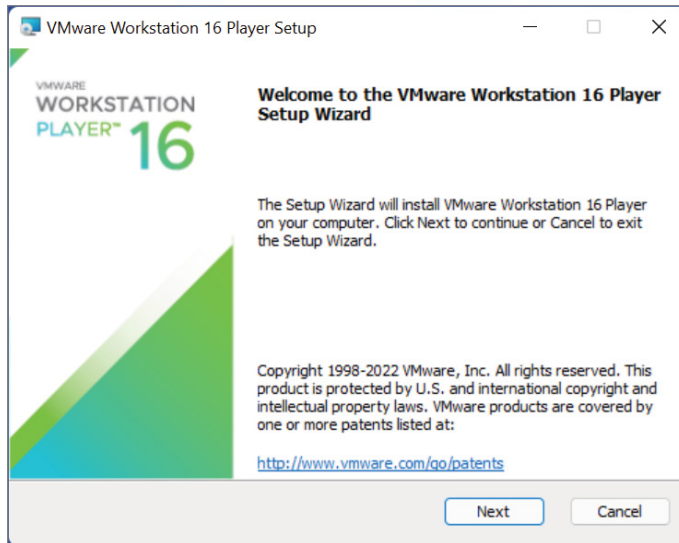 VMware Workstation 16 Player Setup
VMWARE
WORKSTATION
PLAYER™ 16
Welcome to the VMware Workstation 16 Player
Setup Wizard
The Setup Wizard will install VMware Workstation 16 Player
on your computer. Click Next to continue or Cancel to exit
the Setup Wizard.
Copyright 1998-2022 VMware, Inc. All rights reserved. This
product is protected by U.S. and international copyright and
intellectual property laws. VMware products are covered by
one or more patents listed at:
http://www.vmware.com/go/patents
Next Cancel